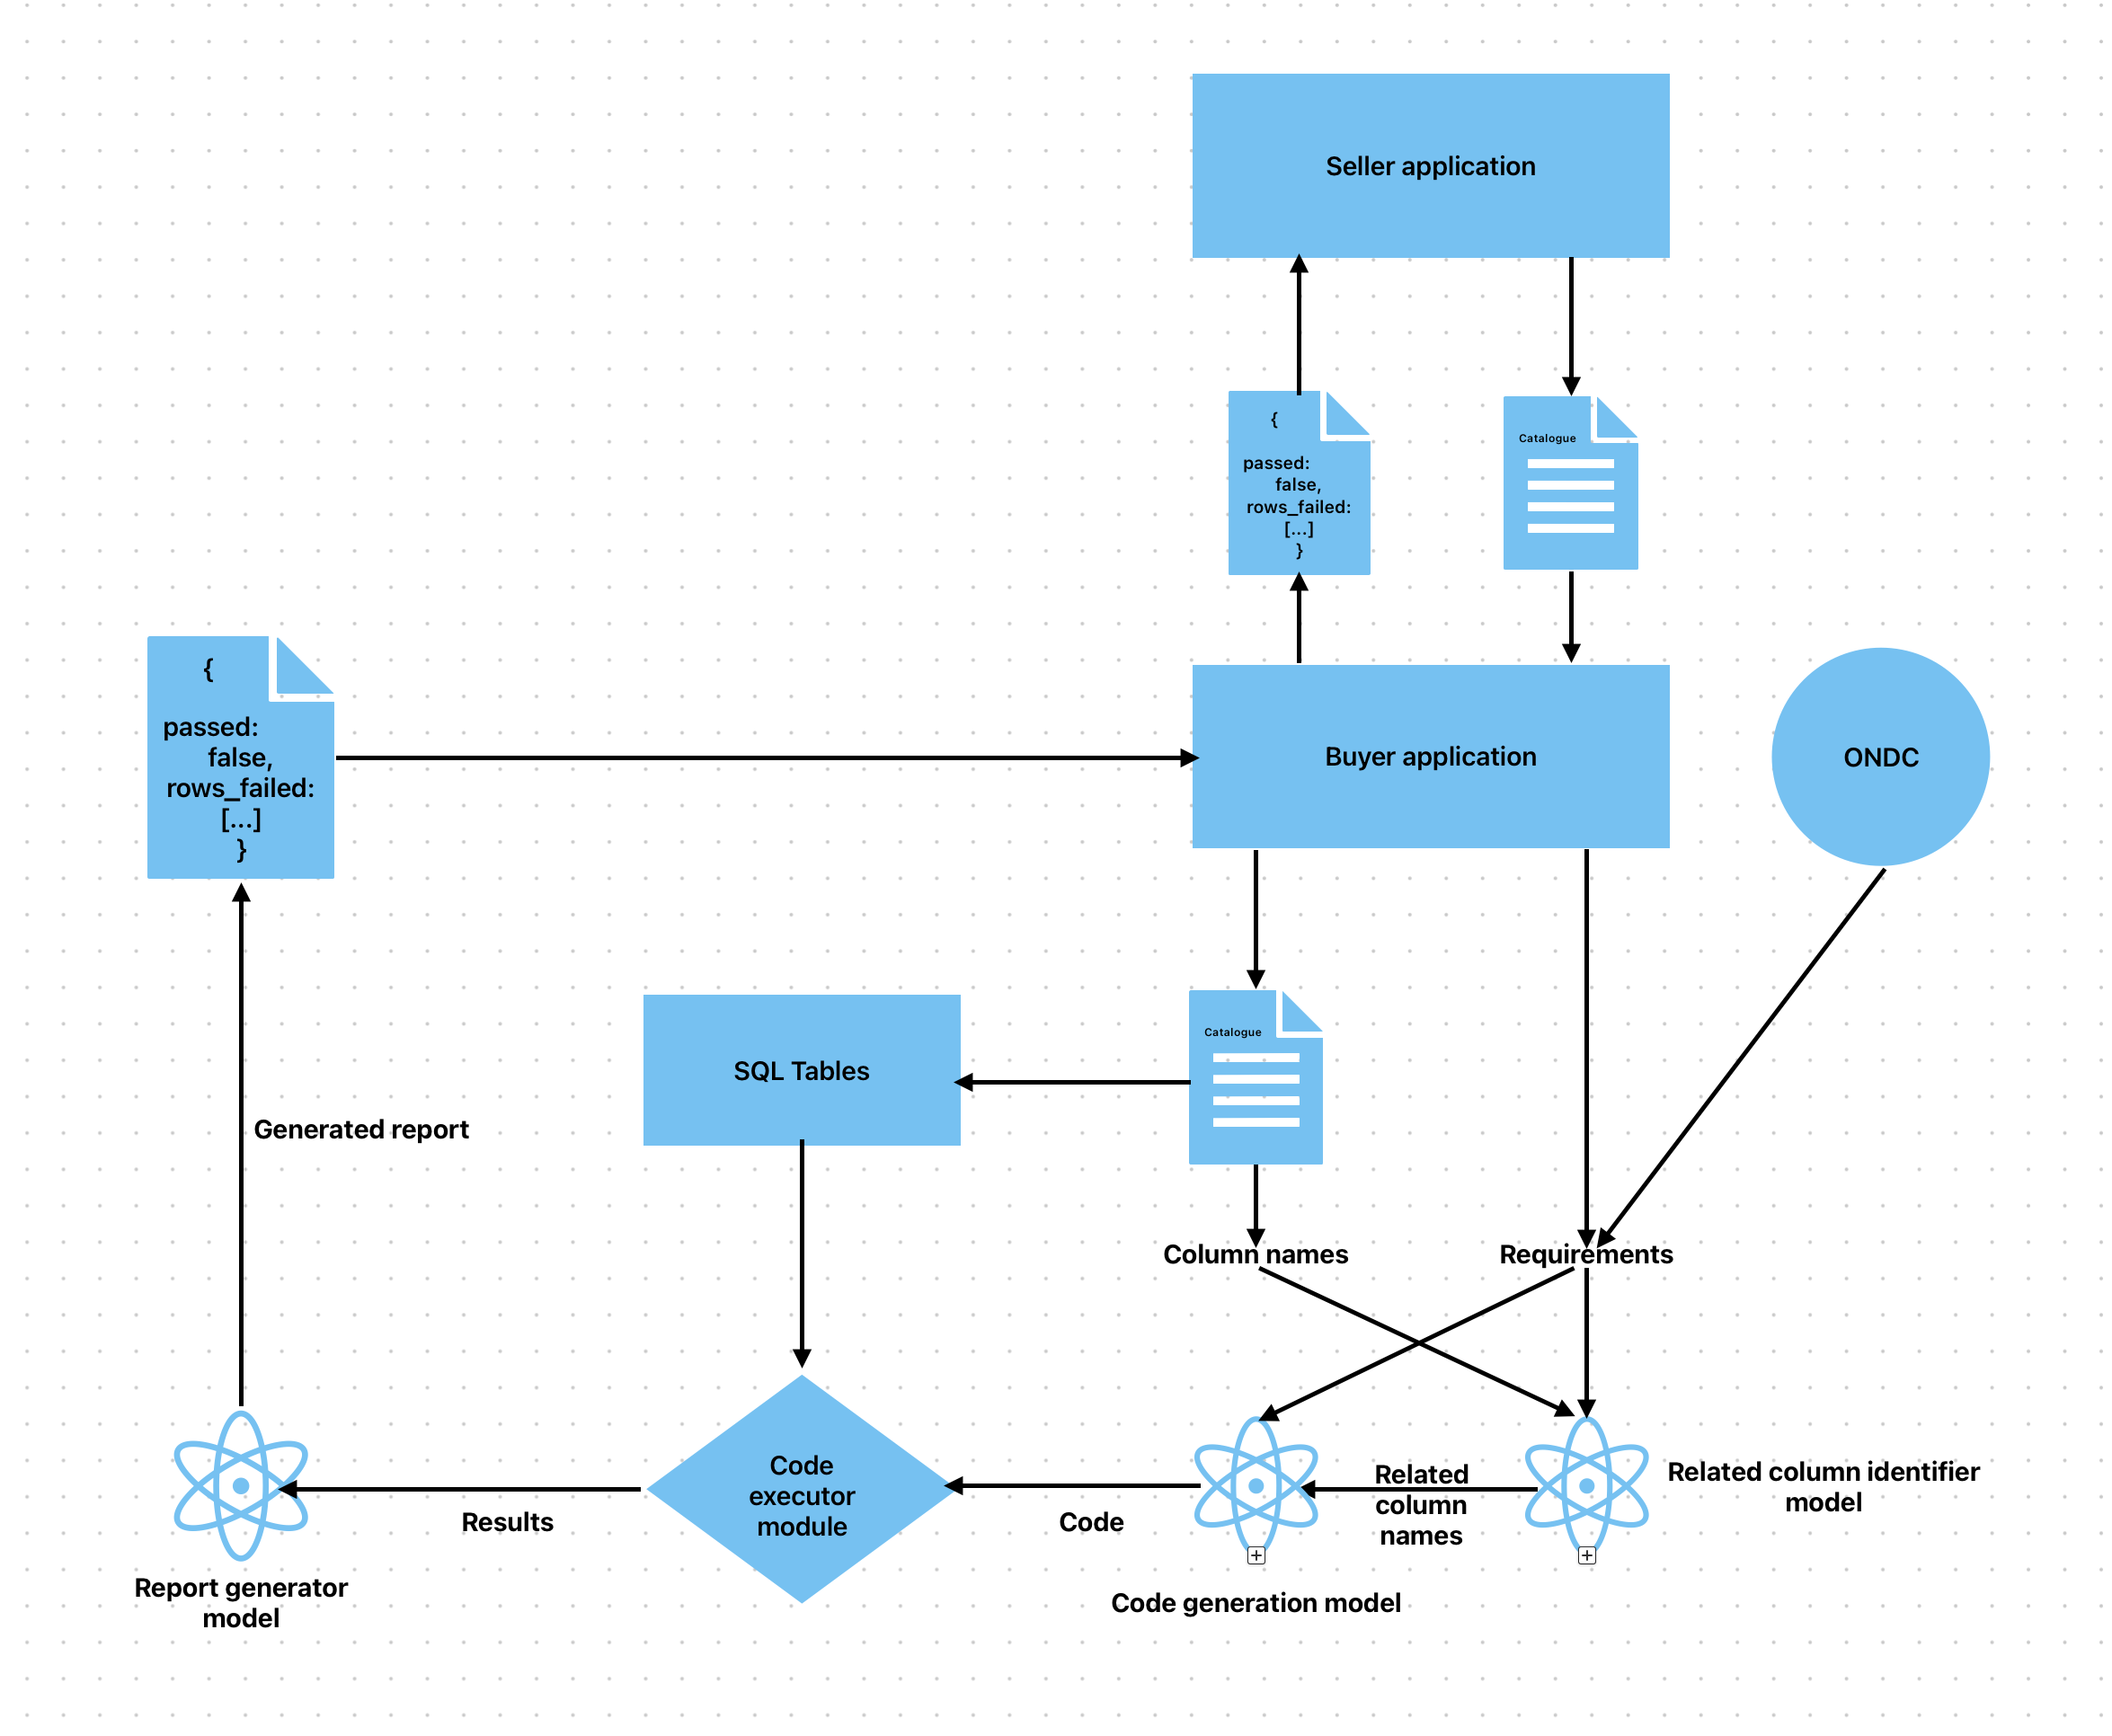 Seller application
{
passed:
false,
rows_failed:
[...]
}
Catalogue
{
passed:
false,
rows_failed:
[...]
}
Buyer application
ONDC
SQL Tables
Catalogue
Generated report
Column names
Requirements
Code
executor
module
Related
column
names
Related column identifier
model
Results
Code
Report generator
model
Code generation model